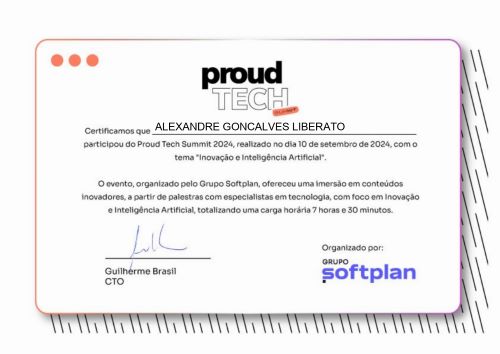 proud
TECH
SUMMIT
Certificamos que ALEXANDRE GONCALVES LIBERATO
participou do Proud Tech Summit 2024, realizado no dia 10 de setembro de 2024, com o
tema "Inovação e Inteligência Artificial".
O evento, organizado pelo Grupo Softplan, ofereceu uma imersão em conteúdos
inovadores, a partir de palestras com especialistas em tecnologia, com foco em Inovação
e Inteligência Artificial, totalizando uma carga horária 7 horas e 30 minutos.
Guilherme Brasil
CTO
Organizado por:
GRUPO
softplan